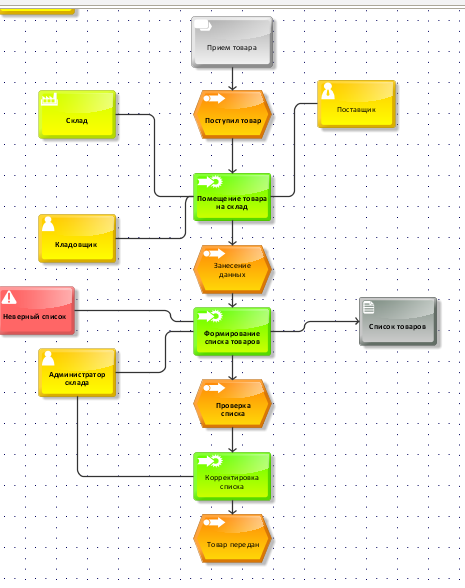 Прием товара
Поставщик
Склад
Поступил товар
Помещение товара
на склад
Кладовщик
Занесение
данных
Неверный список
Формирование
списка товаров
Список товаров
Администратор
склада
Проверка
списка
Корректировка
списка
Товар передан